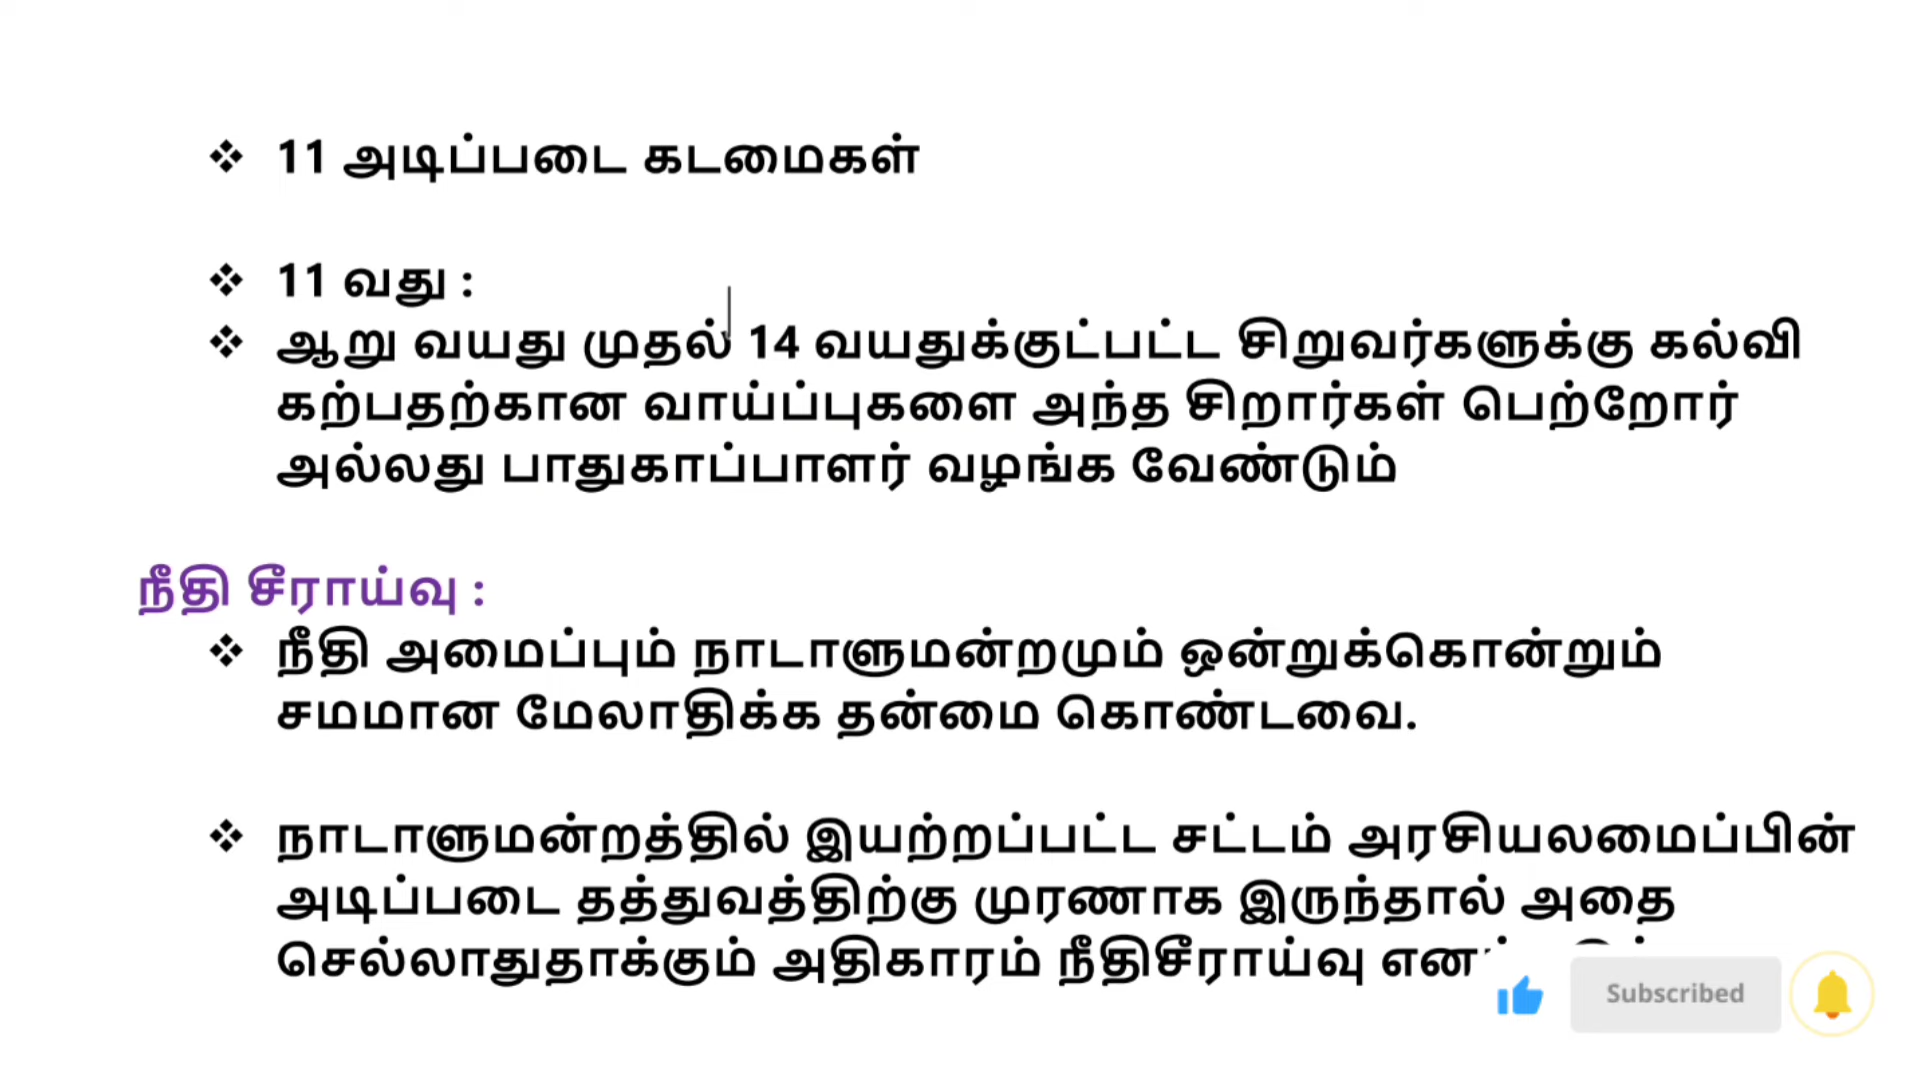 ❖ 11 அடிப்படை கடமைகள்
❖ 11 வது :
❖ ஆறு வயது முதல் 14 வயதுக்குட்பட்ட சிறுவர்களுக்கு கல்வி
கற்பதற்கான வாய்ப்புகளை அந்த சிறார்கள் பெற்றோர்
அல்லது பாதுகாப்பாளர் வழங்க வேண்டும்
நீதி சீராய்வு :
❖ நீதி அமைப்பும் நாடாளுமன்றமும் ஒன்றுக்கொன்றும்
சமமான மேலாதிக்க தன்மை கொண்டவை.
❖ நாடாளுமன்றத்தில் இயற்றப்பட்ட சட்டம் அரசியலமைப்பின்
அடிப்படை தத்துவத்திற்கு முரணாக இருந்தால் அதை
செல்லாதுதாக்கும் அதிகாரம் நீதிசீராய்வு
Subscribed